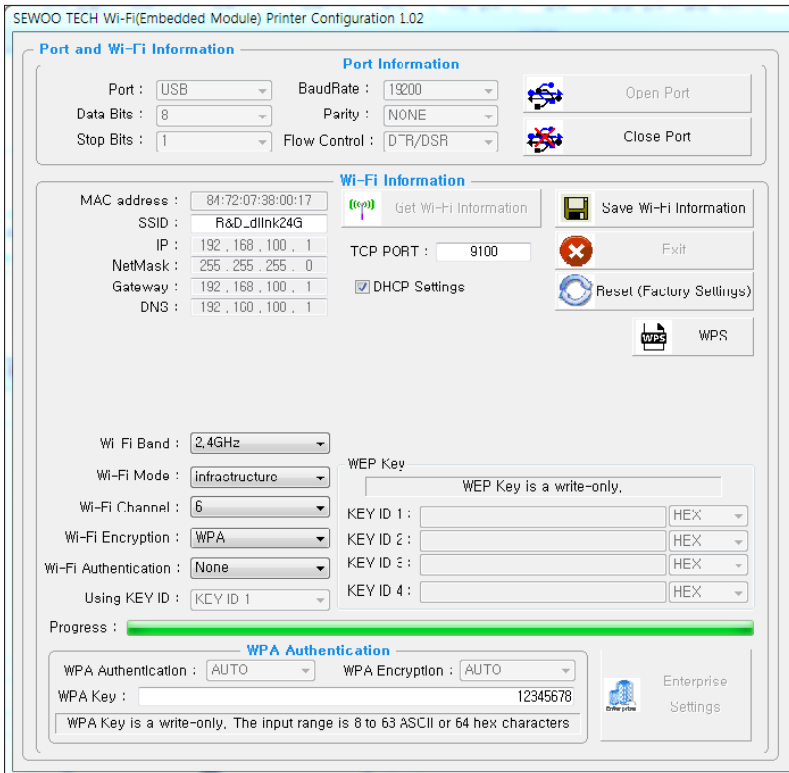 SEWOO TECH Wi-Fi(Embedded Module) Printer Configuration 1.02
Port and Wi-Fi Information
Port Information
Port : USB BaudRate : 19200 Open Port
Data Bits : 8 Parity : NONE
Stop Bits : 1 Flow Control : DTR/DSR Close Port
Wi-Fi Information
MAC address : 84:72:07:38:00:17 Get Wi-Fi Information Save Wi-Fi Information
SSID : R&D_dlink24G
IP : 192 . 168 . 100 . 1 TCP PORT : 9100 Exit
NetMask : 255 . 255 . 255 . 0
Gateway : 192 . 168 . 100 . 1 DHCP Settings Reset (Factory Settings)
DNS : 192 . 168 . 100 . 1
WPS WPS
Wi-Fi Band : 2.4GHz
Wi-Fi Mode : infrastructure
Wi-Fi Channel : 6
Wi-Fi Encryption : WPA
Wi-Fi Authentication : None
Using KEY ID : KEY ID 1
WEP Key
WEP Key is a write-only.
KEY ID 1 : HEX
KEY ID 2 : HEX
KEY ID 3 : HEX
KEY ID 4 : HEX
Progress :
WPA Authentication
WPA Authentication : AUTO WPA Encryption : AUTO
WPA Key : 12345678
WPA Key is a write-only. The input range is 8 to 63 ASCII or 64 hex characters
Enterprise
Enterprise
Settings